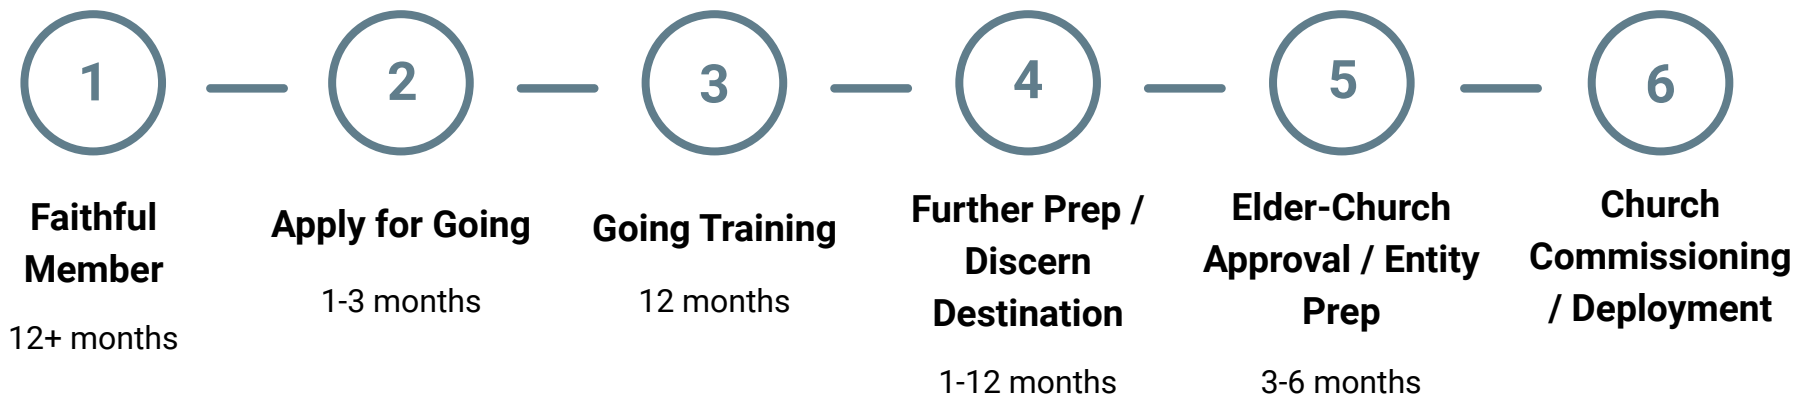 1
Faithful
Member
12+ months
2
Apply for Going
1-3 months
3
Going Training
12 months
4
Further Prep /
Discern
Destination
1-12 months
5
Elder-Church
Approval / Entity
Prep
3-6 months
6
Church
Commissioning
/ Deployment